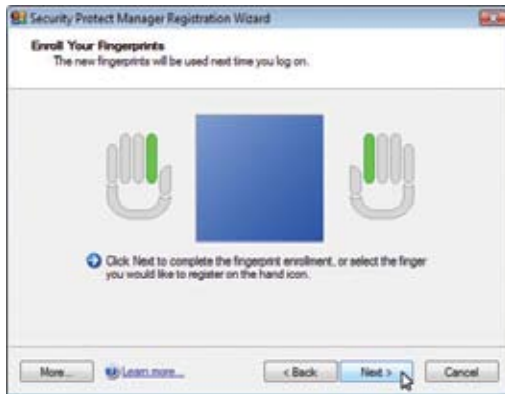 Security Protect Manager Registration Wizard
Enroll Your Fingerprints
The new fingerprints will be used next time you log on.
Click Next to complete the fingerprint enrollment, or select the finger
you would like to register on the hand icon.
More...
Learn more...
< Back
Next >
Cancel